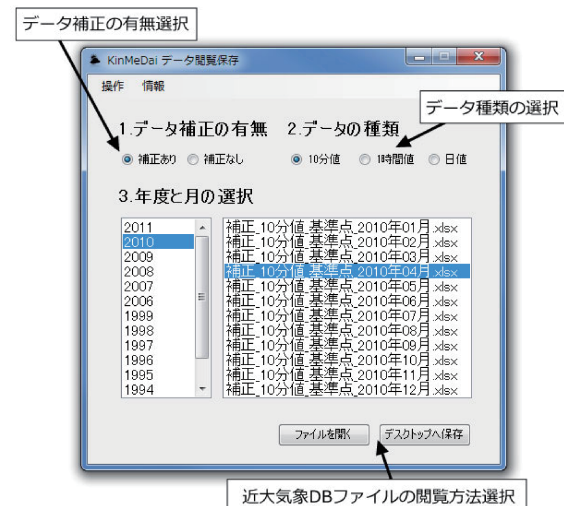 データ補正の有無選択
KinMeDai データ閲覧保存
操作 情報
データ種類の選択
1.データ補正の有無 2.データの種類
補正あり 補正なし 10分値 1時間値 日値
3.年度と月の選択
2011 補正_10分値_基準点_2010年01月.xlsx
2010 補正_10分値_基準点_2010年02月.xlsx
2009 補正_10分値_基準点_2010年03月.xlsx
2008 補正_10分値_基準点_2010年04月.xlsx
2007 補正_10分値_基準点_2010年05月.xlsx
2006 補正_10分値_基準点_2010年06月.xlsx
1999 補正_10分値_基準点_2010年07月.xlsx
1998 補正_10分値_基準点_2010年08月.xlsx
1997 補正_10分値_基準点_2010年09月.xlsx
1996 補正_10分値_基準点_2010年10月.xlsx
1995 補正_10分値_基準点_2010年11月.xlsx
1994 補正_10分値_基準点_2010年12月.xlsx
ファイルを開く デスクトップへ保存
近大気象DBファイルの閲覧方法選択